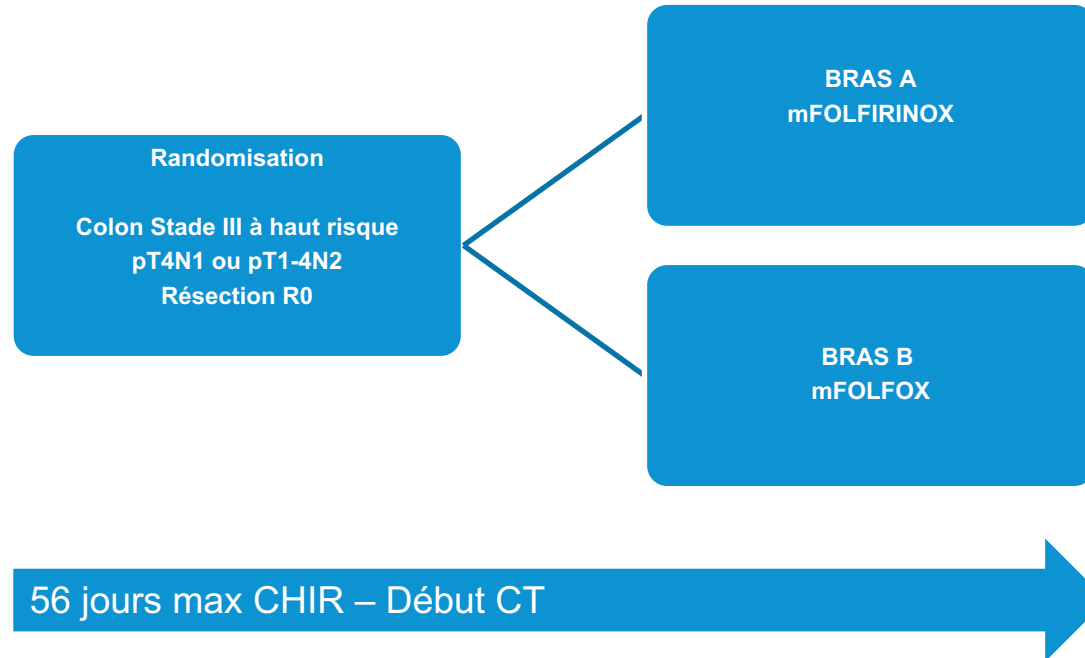 Randomisation
Colon Stade III à haut risque
pT4N1 ou pT1-4N2
Résection R0
BRAS A
mFOLFIRINOX
BRAS B
mFOLFOX
56 jours max CHIR – Début CT